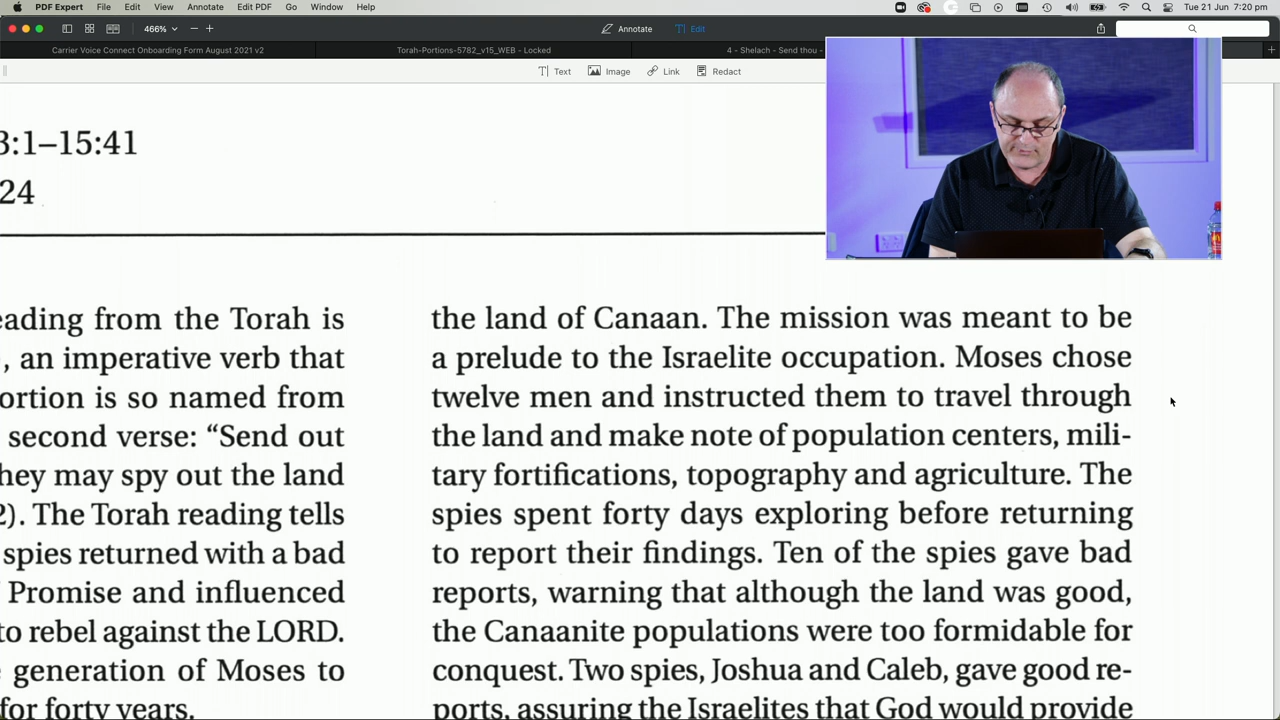 PDF Expert File Edit View Annotate Edit PDF Go Window Help Tue 21 Jun 7:20 pm
466% Annotate Edit
Carrier Voice Connect Onboarding Form August 2021 v2 Torah-Portions-5782_v15_WEB - Locked 4 - Shelach - Send thou -
Text Image Link Redact
3:1–15:41
24
eading from the Torah is
, an imperative verb that
ortion is so named from
second verse: “Send out
hey may spy out the land
2). The Torah reading tells
spies returned with a bad
Promise and influenced
to rebel against the LORD.
generation of Moses to
for forty years.
the land of Canaan. The mission was meant to be
a prelude to the Israelite occupation. Moses chose
twelve men and instructed them to travel through
the land and make note of population centers, mili-
tary fortifications, topography and agriculture. The
spies spent forty days exploring before returning
to report their findings. Ten of the spies gave bad
reports, warning that although the land was good,
the Canaanite populations were too formidable for
conquest. Two spies, Joshua and Caleb, gave good re-
ports, assuring the Israelites that God would provide